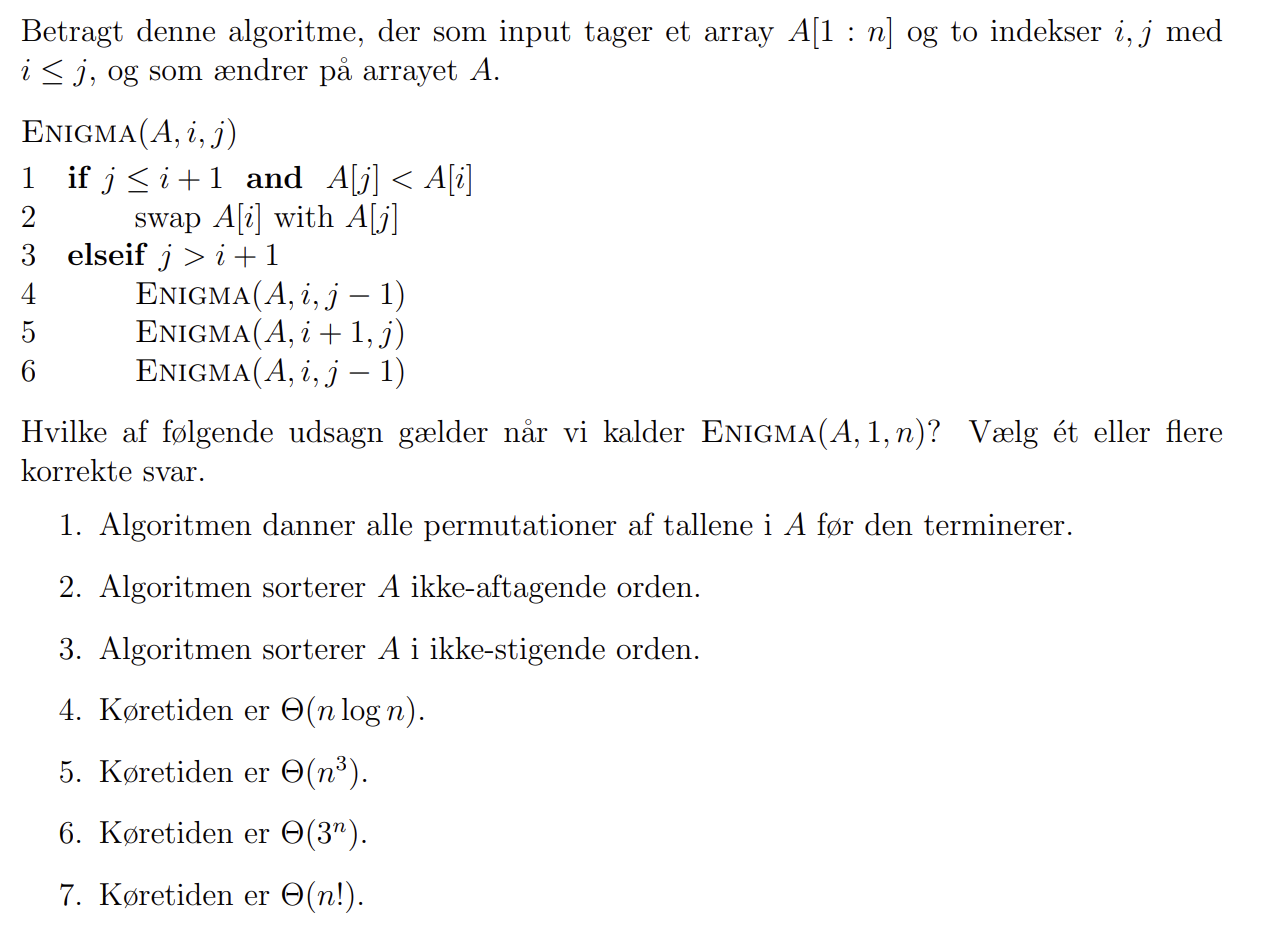 Betragt denne algoritme, der som input tager et array A[1 : n] og to indekser i, j med
i ≤ j, og som ændrer på arrayet A.
ENIGMA(A, i, j)
1 if j ≤ i + 1 and A[j] < A[i]
2 swap A[i] with A[j]
3 elseif j > i + 1
4 ENIGMA(A, i, j − 1)
5 ENIGMA(A, i + 1, j)
6 ENIGMA(A, i, j − 1)
Hvilke af følgende udsagn gælder når vi kalder ENIGMA(A, 1, n)? Vælg ét eller flere
korrekte svar.
1. Algoritmen danner alle permutationer af tallene i A før den terminerer.
2. Algoritmen sorterer A ikke-aftagende orden.
3. Algoritmen sorterer A i ikke-stigende orden.
4. Køretiden er Θ(n log n).
5. Køretiden er Θ(n³).
6. Køretiden er Θ(3ⁿ).
7. Køretiden er Θ(n!).